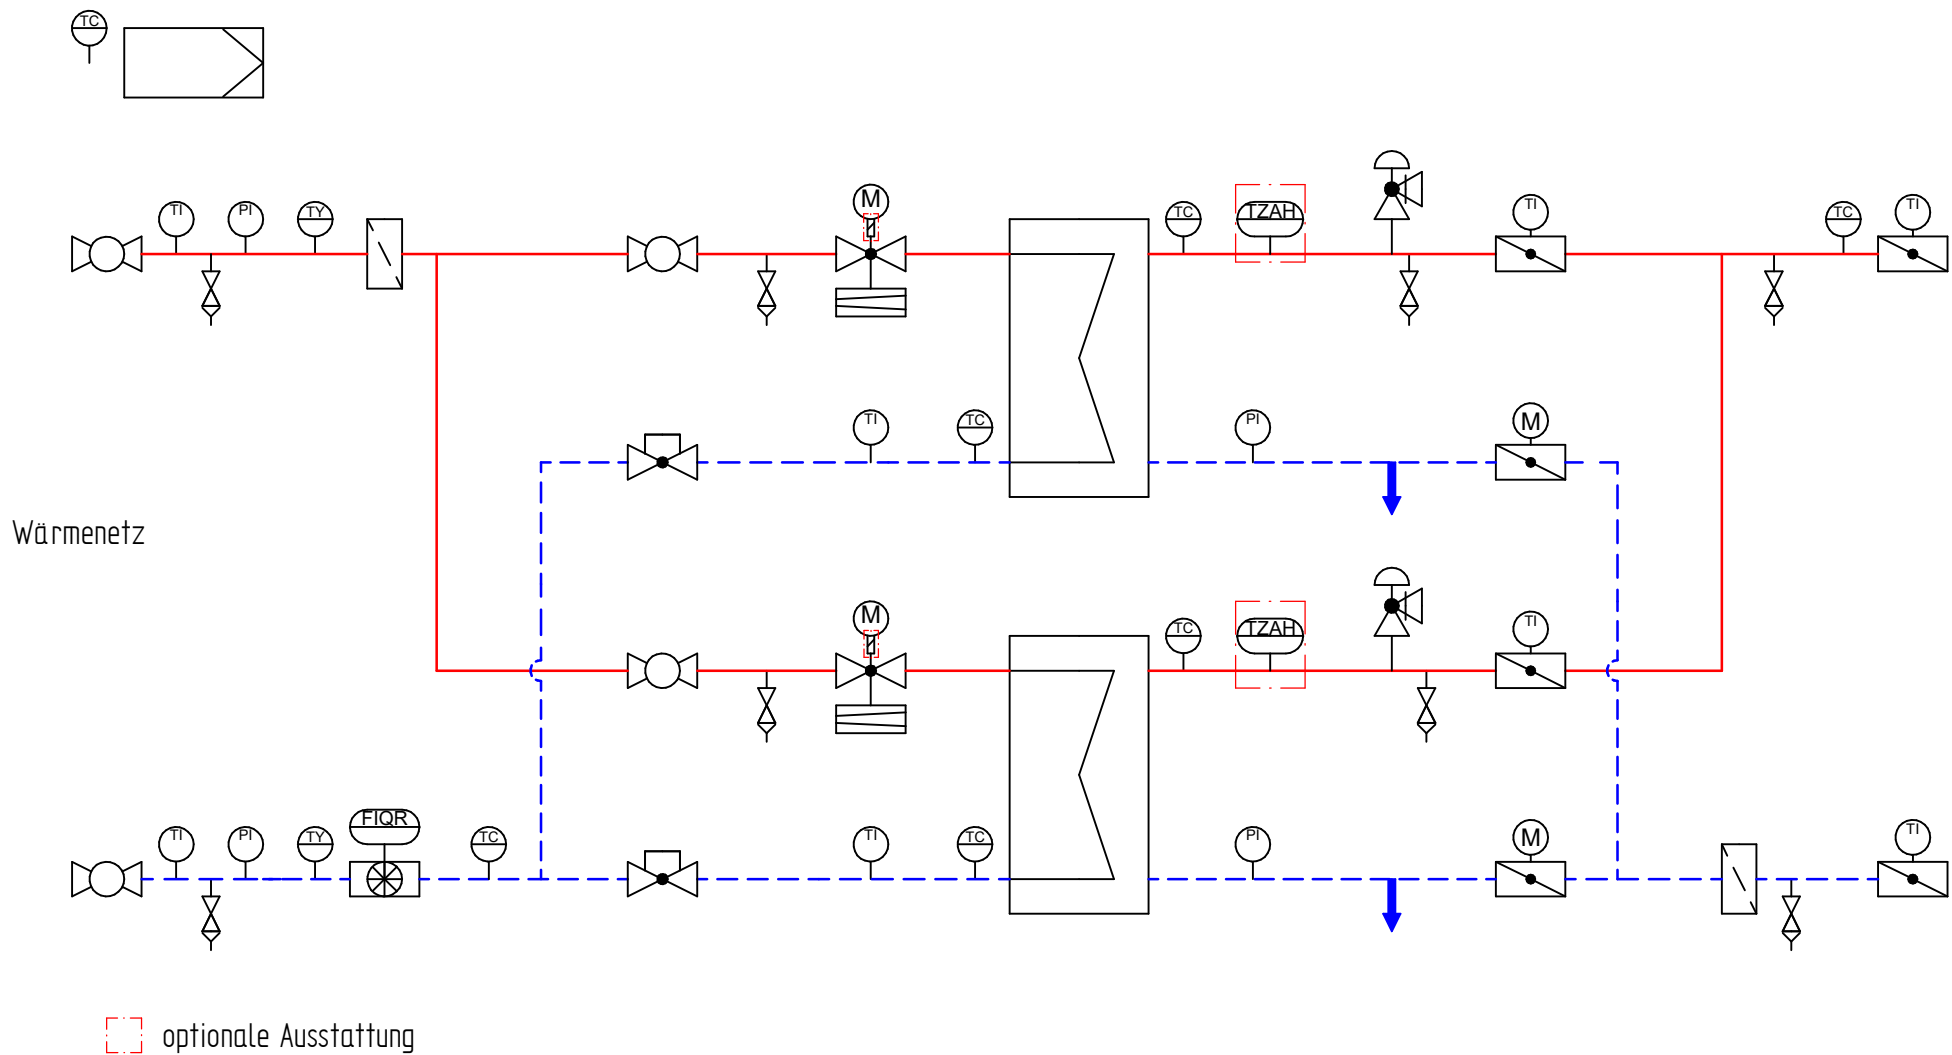 TC
TI PI TY M TC TZAH TI TC TI
TI TC PI M
Wärmenetz
M TC TZAH TI
TI PI TY FIQR TC TI TC PI M TI
optionale Ausstattung